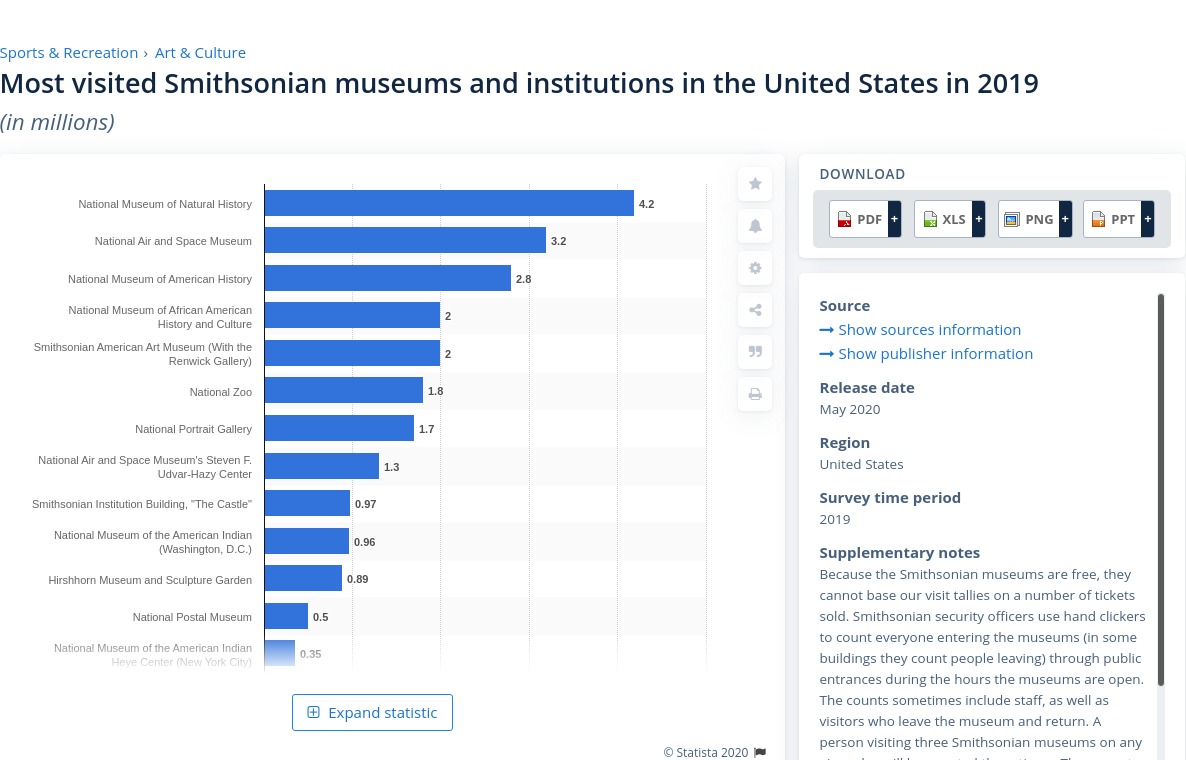 Sports & Recreation › Art & Culture
Most visited Smithsonian museums and institutions in the United States in 2019
(in millions)
National Museum of Natural History 4.2
National Air and Space Museum 3.2
National Museum of American History 2.8
National Museum of African American
History and Culture 2
Smithsonian American Art Museum (With the
Renwick Gallery) 2
National Zoo 1.8
National Portrait Gallery 1.7
National Air and Space Museum's Steven F.
Udvar-Hazy Center 1.3
Smithsonian Institution Building, "The Castle" 0.97
National Museum of the American Indian
(Washington, D.C.) 0.96
Hirshhorn Museum and Sculpture Garden 0.89
National Postal Museum 0.5
National Museum of the American Indian
Heye Center (New York City) 0.35
Expand statistic
© Statista 2020
DOWNLOAD
PDF + XLS + PNG + PPT +
Source
Show sources information
Show publisher information
Release date
May 2020
Region
United States
Survey time period
2019
Supplementary notes
Because the Smithsonian museums are free, they
cannot base our visit tallies on a number of tickets
sold. Smithsonian security officers use hand clickers
to count everyone entering the museums (in some
buildings they count people leaving) through public
entrances during the hours the museums are open.
The counts sometimes include staff, as well as
visitors who leave the museum and return. A
person visiting three Smithsonian museums on any